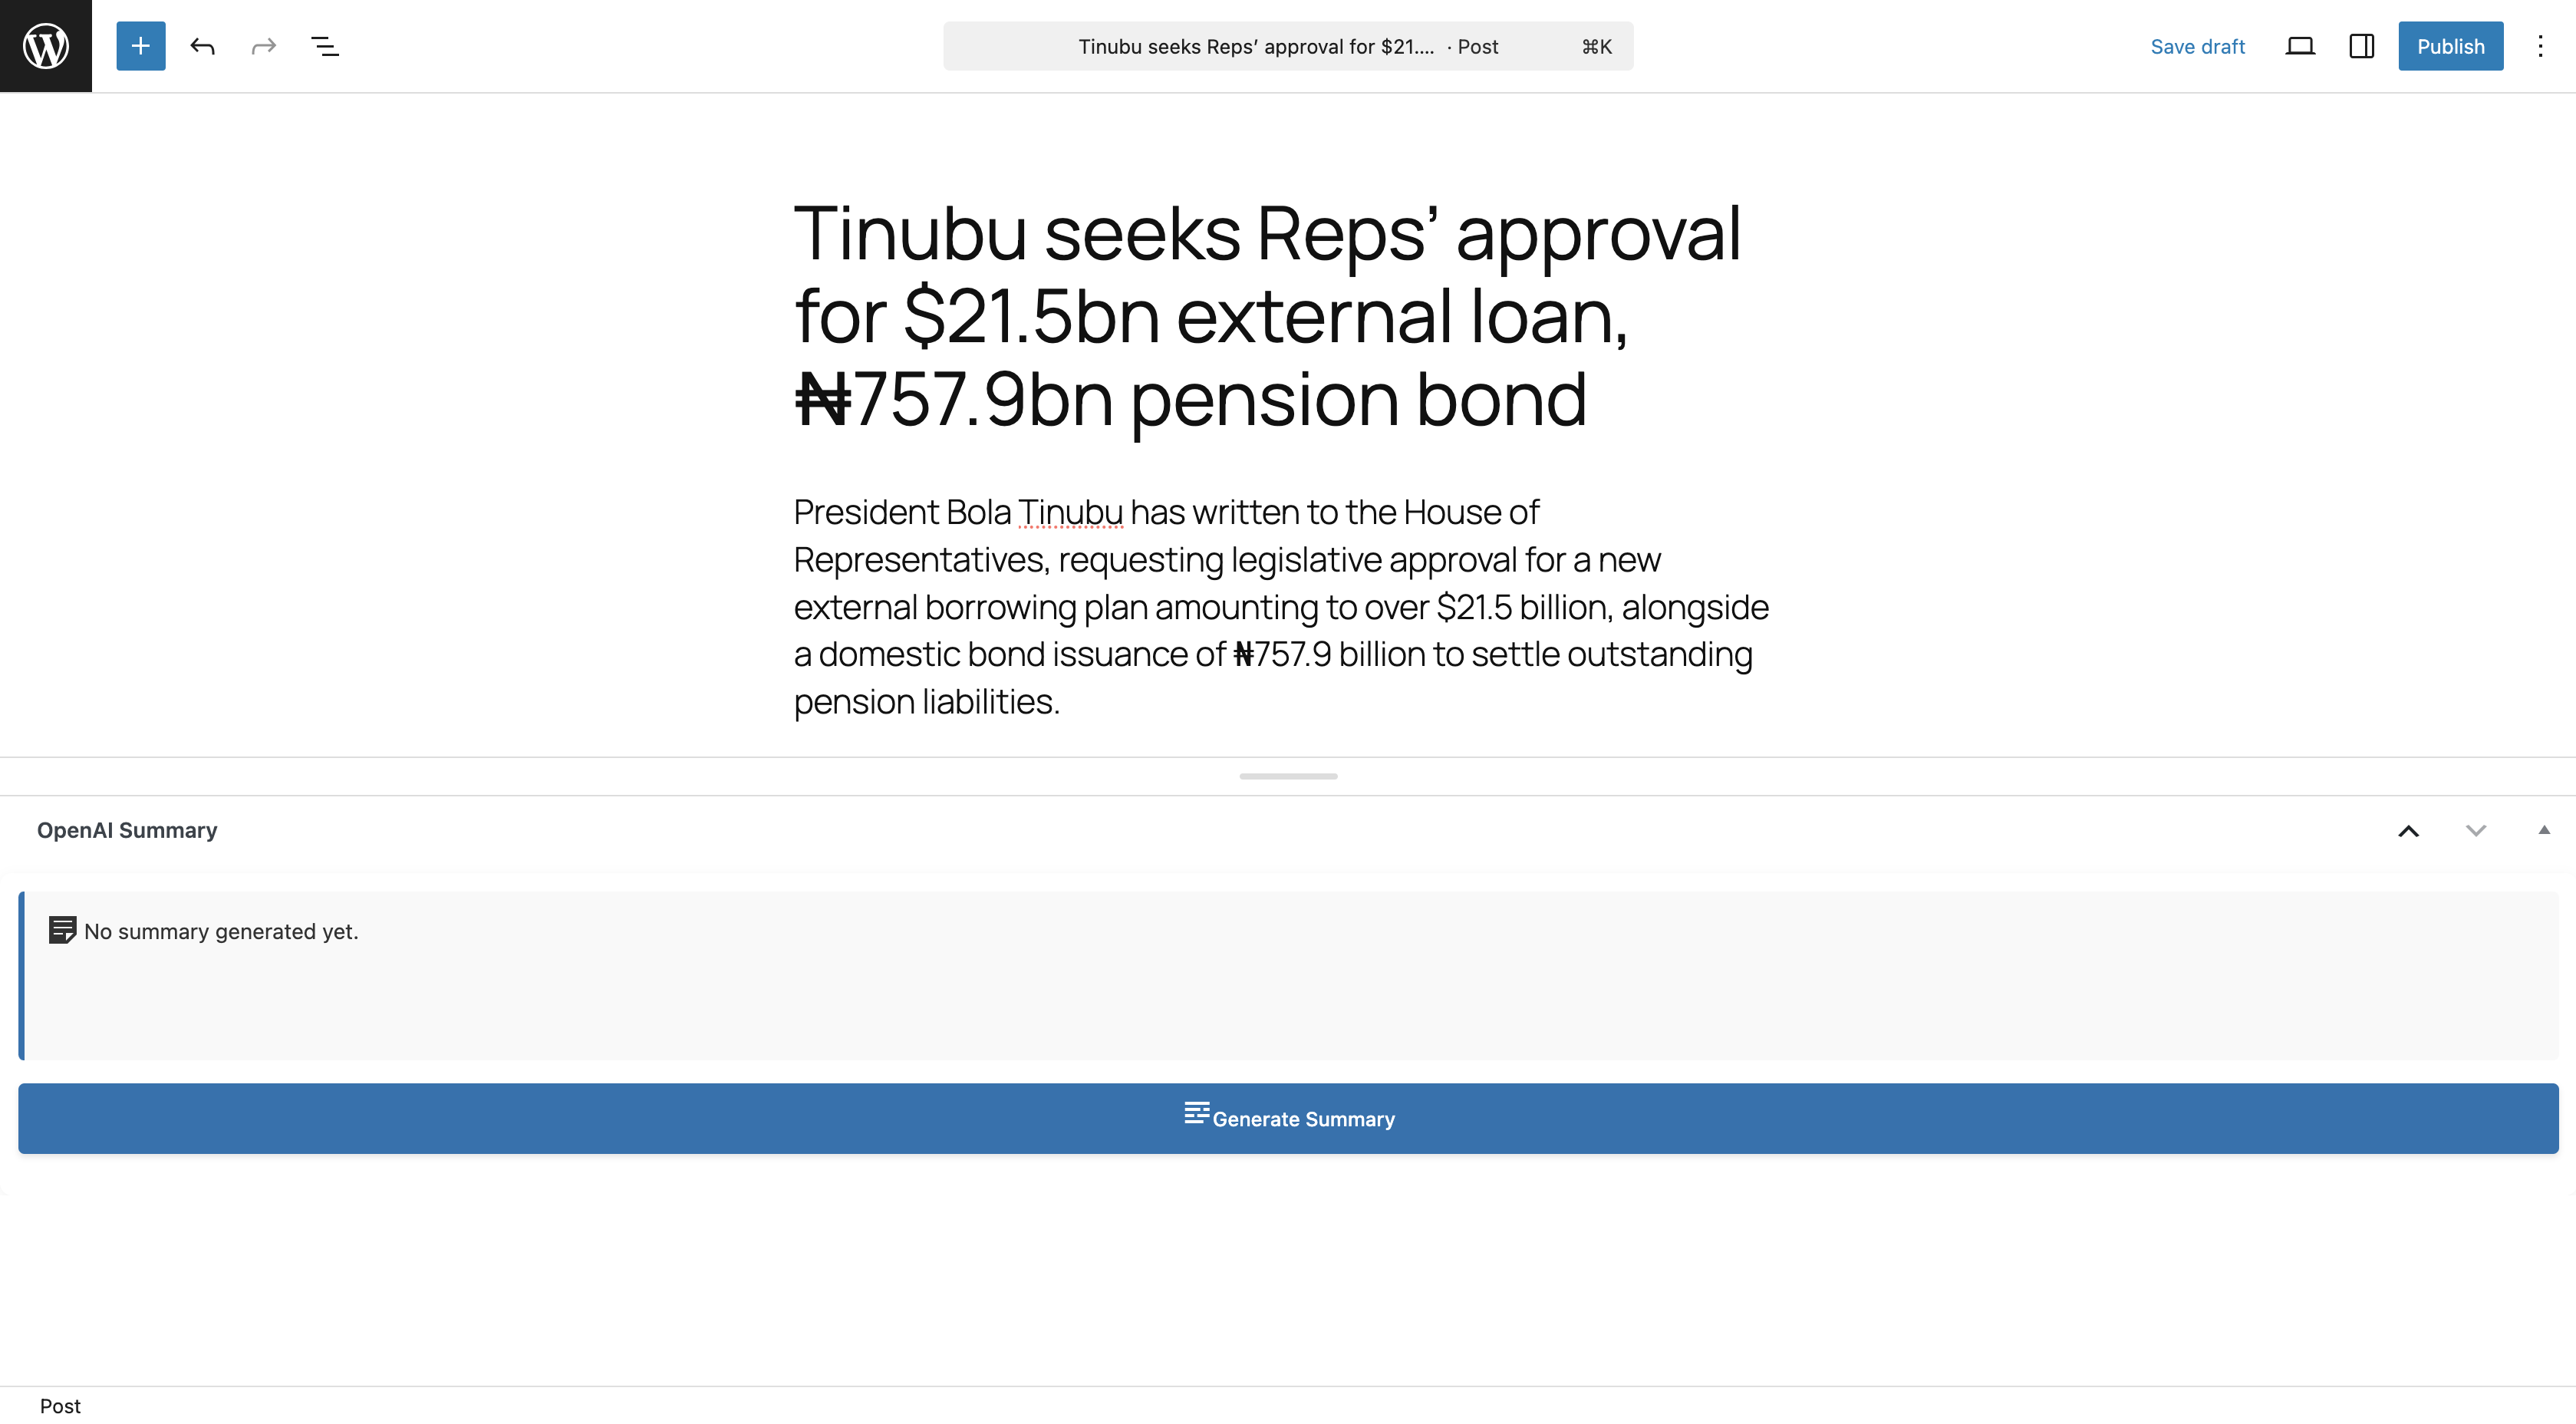 Tinubu seeks Reps’ approval for $21.... · Post ⌘K
Save draft
Publish
Tinubu seeks Reps’ approval
for $21.5bn external loan,
₦757.9bn pension bond
President Bola Tinubu has written to the House of
Representatives, requesting legislative approval for a new
external borrowing plan amounting to over $21.5 billion, alongside
a domestic bond issuance of ₦757.9 billion to settle outstanding
pension liabilities.
OpenAI Summary
No summary generated yet.
Generate Summary
Post